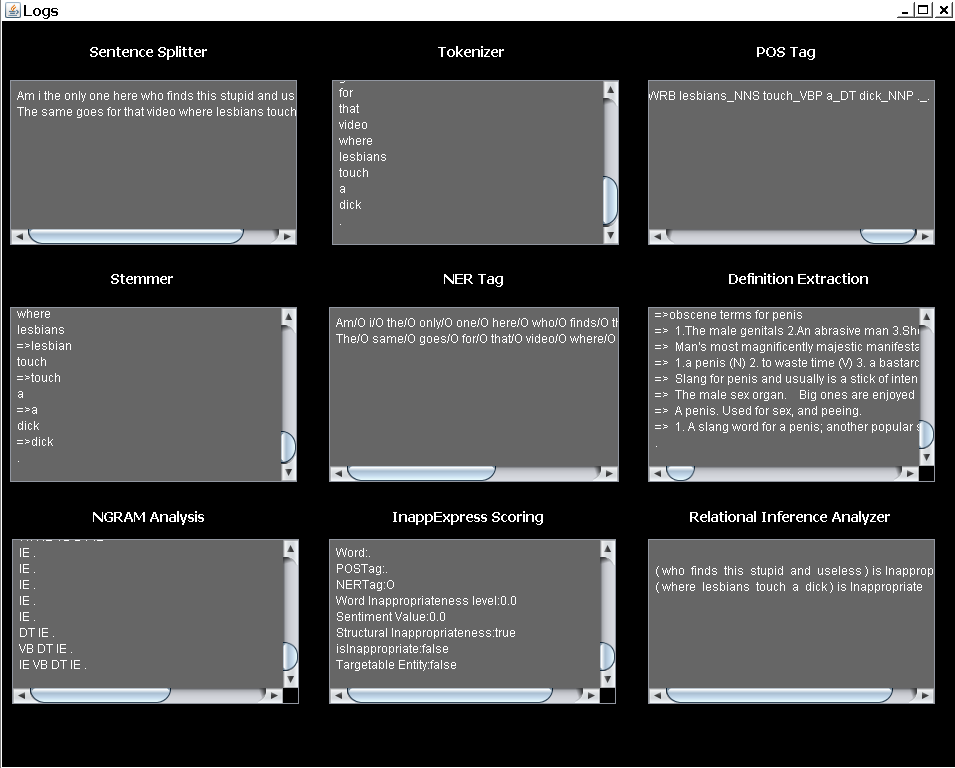 Logs
Sentence Splitter
Am i the only one here who finds this stupid and us
The same goes for that video where lesbians touch
Tokenizer
for
that
video
where
lesbians
touch
a
dick
.
POS Tag
WRB lesbians_NNS touch_VBP a_DT dick_NNP ._.
Stemmer
where
lesbians
=>lesbian
touch
=>touch
a
=>a
dick
=>dick
.
NER Tag
Am/O i/O the/O only/O one/O here/O who/O finds/O th
The/O same/O goes/O for/O that/O video/O where/O
Definition Extraction
=>obscene terms for penis
=> 1.The male genitals 2.An abrasive man 3.Sh
=> Man's most magnificently majestic manifesta
=> 1.a penis (N) 2. to waste time (V) 3. a bastard
=> Slang for penis and usually is a stick of inten
=> The male sex organ. Big ones are enjoyed
=> A penis. Used for sex, and peeing.
=> 1. A slang word for a penis; another popular s
.
NGRAM Analysis
IE .
IE .
IE .
IE .
IE .
DT IE .
VB DT IE .
IE VB DT IE .
InappExpress Scoring
Word:.
POSTag:.
NERTag:O
Word Inappropriateness level:0.0
Sentiment Value:0.0
Structural Inappropriateness:true
isInappropriate:false
Targetable Entity:false
Relational Inference Analyzer
( who finds this stupid and useless ) is Inapprop
( where lesbians touch a dick ) is Inappropriate